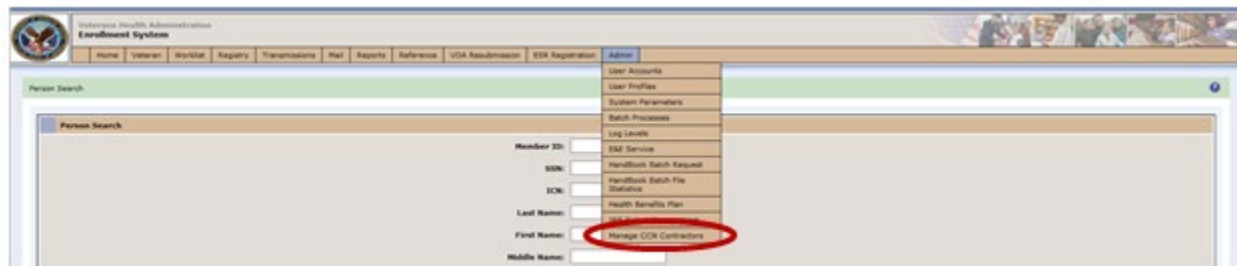 Veterans Health Administration
Enrollment System
Home Veteran Worklist Registry Transmissions Mail Reports Reference VOA Resubmission ESR Registration Admin
User Accounts
User Profiles
System Parameters
Batch Processes
Log Levels
E&E Service
HandBook Batch Request
HandBook Batch File
Statistics
Health Benefits Plan
Manage CCN Contractors
Person Search
Person Search
Member ID:
SSN:
ICN:
Last Name:
First Name:
Middle Name: